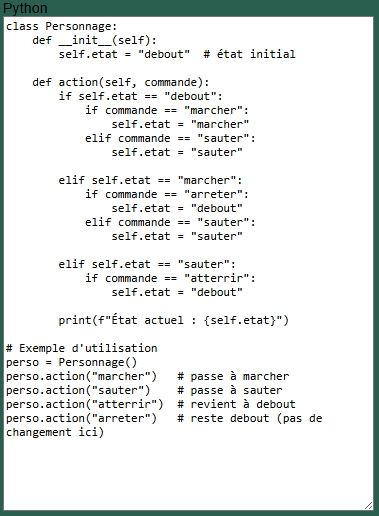 Python
class Personnage:
    def __init__(self):
        self.etat = "debout"  # état initial

    def action(self, commande):
        if self.etat == "debout":
            if commande == "marcher":
                self.etat = "marcher"
            elif commande == "sauter":
                self.etat = "sauter"

        elif self.etat == "marcher":
            if commande == "arreter":
                self.etat = "debout"
            elif commande == "sauter":
                self.etat = "sauter"

        elif self.etat == "sauter":
            if commande == "atterrir":
                self.etat = "debout"

        print(f"État actuel : {self.etat}")

# Exemple d'utilisation
perso = Personnage()
perso.action("marcher")   # passe à marcher
perso.action("sauter")    # passe à sauter
perso.action("atterrir")  # revient à debout
perso.action("arreter")   # reste debout (pas de
changement ici)